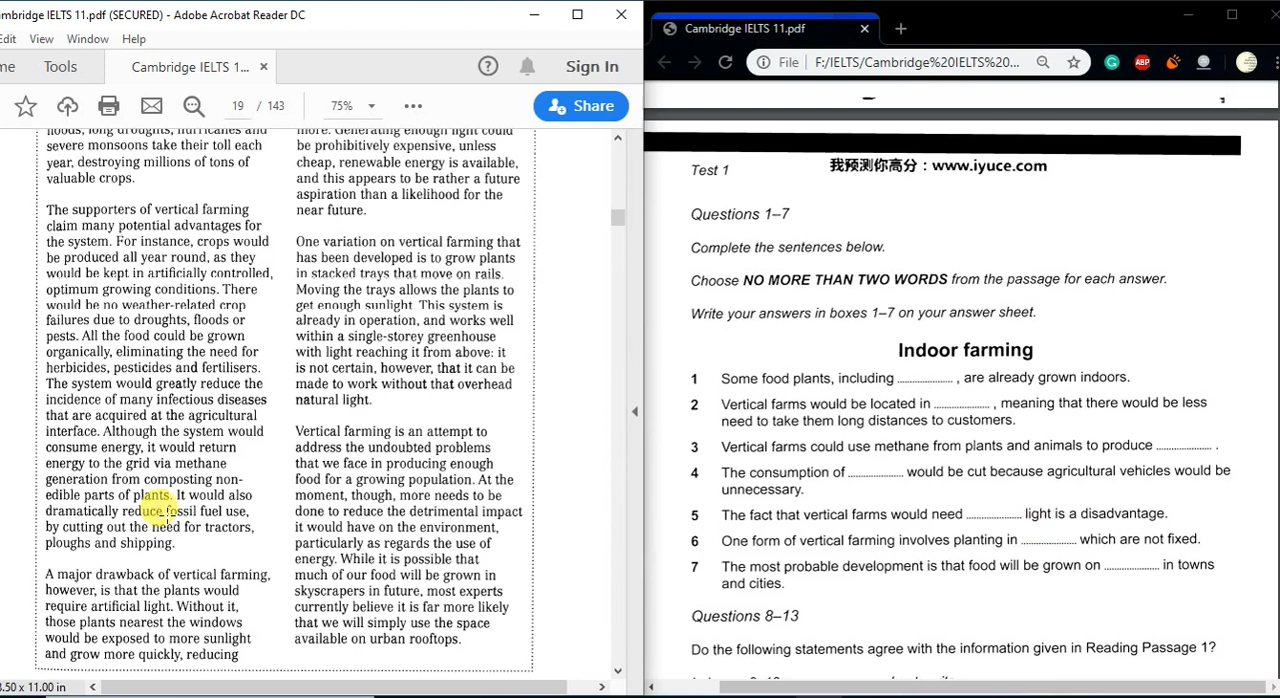 mbridge IELTS 11.pdf (SECURED) - Adobe Acrobat Reader DC
Edit View Window Help
me Tools Cambridge IELTS 1... × Sign In
19 / 143 75% Share
floods, long droughts, hurricanes and
severe monsoons take their toll each
year, destroying millions of tons of
valuable crops.
The supporters of vertical farming
claim many potential advantages for
the system. For instance, crops would
be produced all year round, as they
would be kept in artificially controlled,
optimum growing conditions. There
would be no weather-related crop
failures due to droughts, floods or
pests. All the food could be grown
organically, eliminating the need for
herbicides, pesticides and fertilisers.
The system would greatly reduce the
incidence of many infectious diseases
that are acquired at the agricultural
interface. Although the system would
consume energy, it would return
energy to the grid via methane
generation from composting non-
edible parts of plants. It would also
dramatically reduce fossil fuel use,
by cutting out the need for tractors,
ploughs and shipping.
A major drawback of vertical farming,
however, is that the plants would
require artificial light. Without it,
those plants nearest the windows
would be exposed to more sunlight
and grow more quickly, reducing
more. Generating enough light could
be prohibitively expensive, unless
cheap, renewable energy is available,
and this appears to be rather a future
aspiration than a likelihood for the
near future.
One variation on vertical farming that
has been developed is to grow plants
in stacked trays that move on rails.
Moving the trays allows the plants to
get enough sunlight. This system is
already in operation, and works well
within a single-storey greenhouse
with light reaching it from above: it
is not certain, however, that it can be
made to work without that overhead
natural light.
Vertical farming is an attempt to
address the undoubted problems
that we face in producing enough
food for a growing population. At the
moment, though, more needs to be
done to reduce the detrimental impact
it would have on the environment,
particularly as regards the use of
energy. While it is possible that
much of our food will be grown in
skyscrapers in future, most experts
currently believe it is far more likely
that we will simply use the space
available on urban rooftops.
8.50 x 11.00 in
Cambridge IELTS 11.pdf
File F:/IELTS/Cambridge%20IELTS%20...
ABP
Test 1
我预测你高分：www.iyuce.com
Questions 1–7
Complete the sentences below.
Choose NO MORE THAN TWO WORDS from the passage for each answer.
Write your answers in boxes 1–7 on your answer sheet.
Indoor farming
1 Some food plants, including ..................... , are already grown indoors.
2 Vertical farms would be located in ..................... , meaning that there would be less
need to take them long distances to customers.
3 Vertical farms could use methane from plants and animals to produce ..................... .
4 The consumption of ..................... would be cut because agricultural vehicles would be
unnecessary.
5 The fact that vertical farms would need ..................... light is a disadvantage.
6 One form of vertical farming involves planting in ..................... which are not fixed.
7 The most probable development is that food will be grown on ..................... in towns
and cities.
Questions 8–13
Do the following statements agree with the information given in Reading Passage 1?